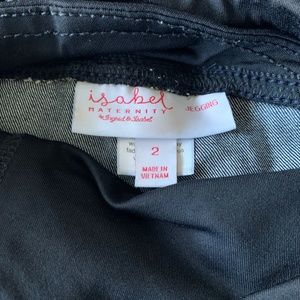 isabel
MATERNITY
by Ingrid & Isabel
JEGGING
2
MADE IN
VIETNAM